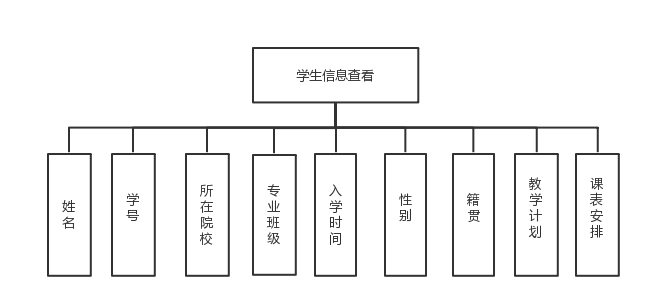 学生信息查看
姓名
学号
所在院校
专业班级
入学时间
性别
籍贯
教学计划
课表安排